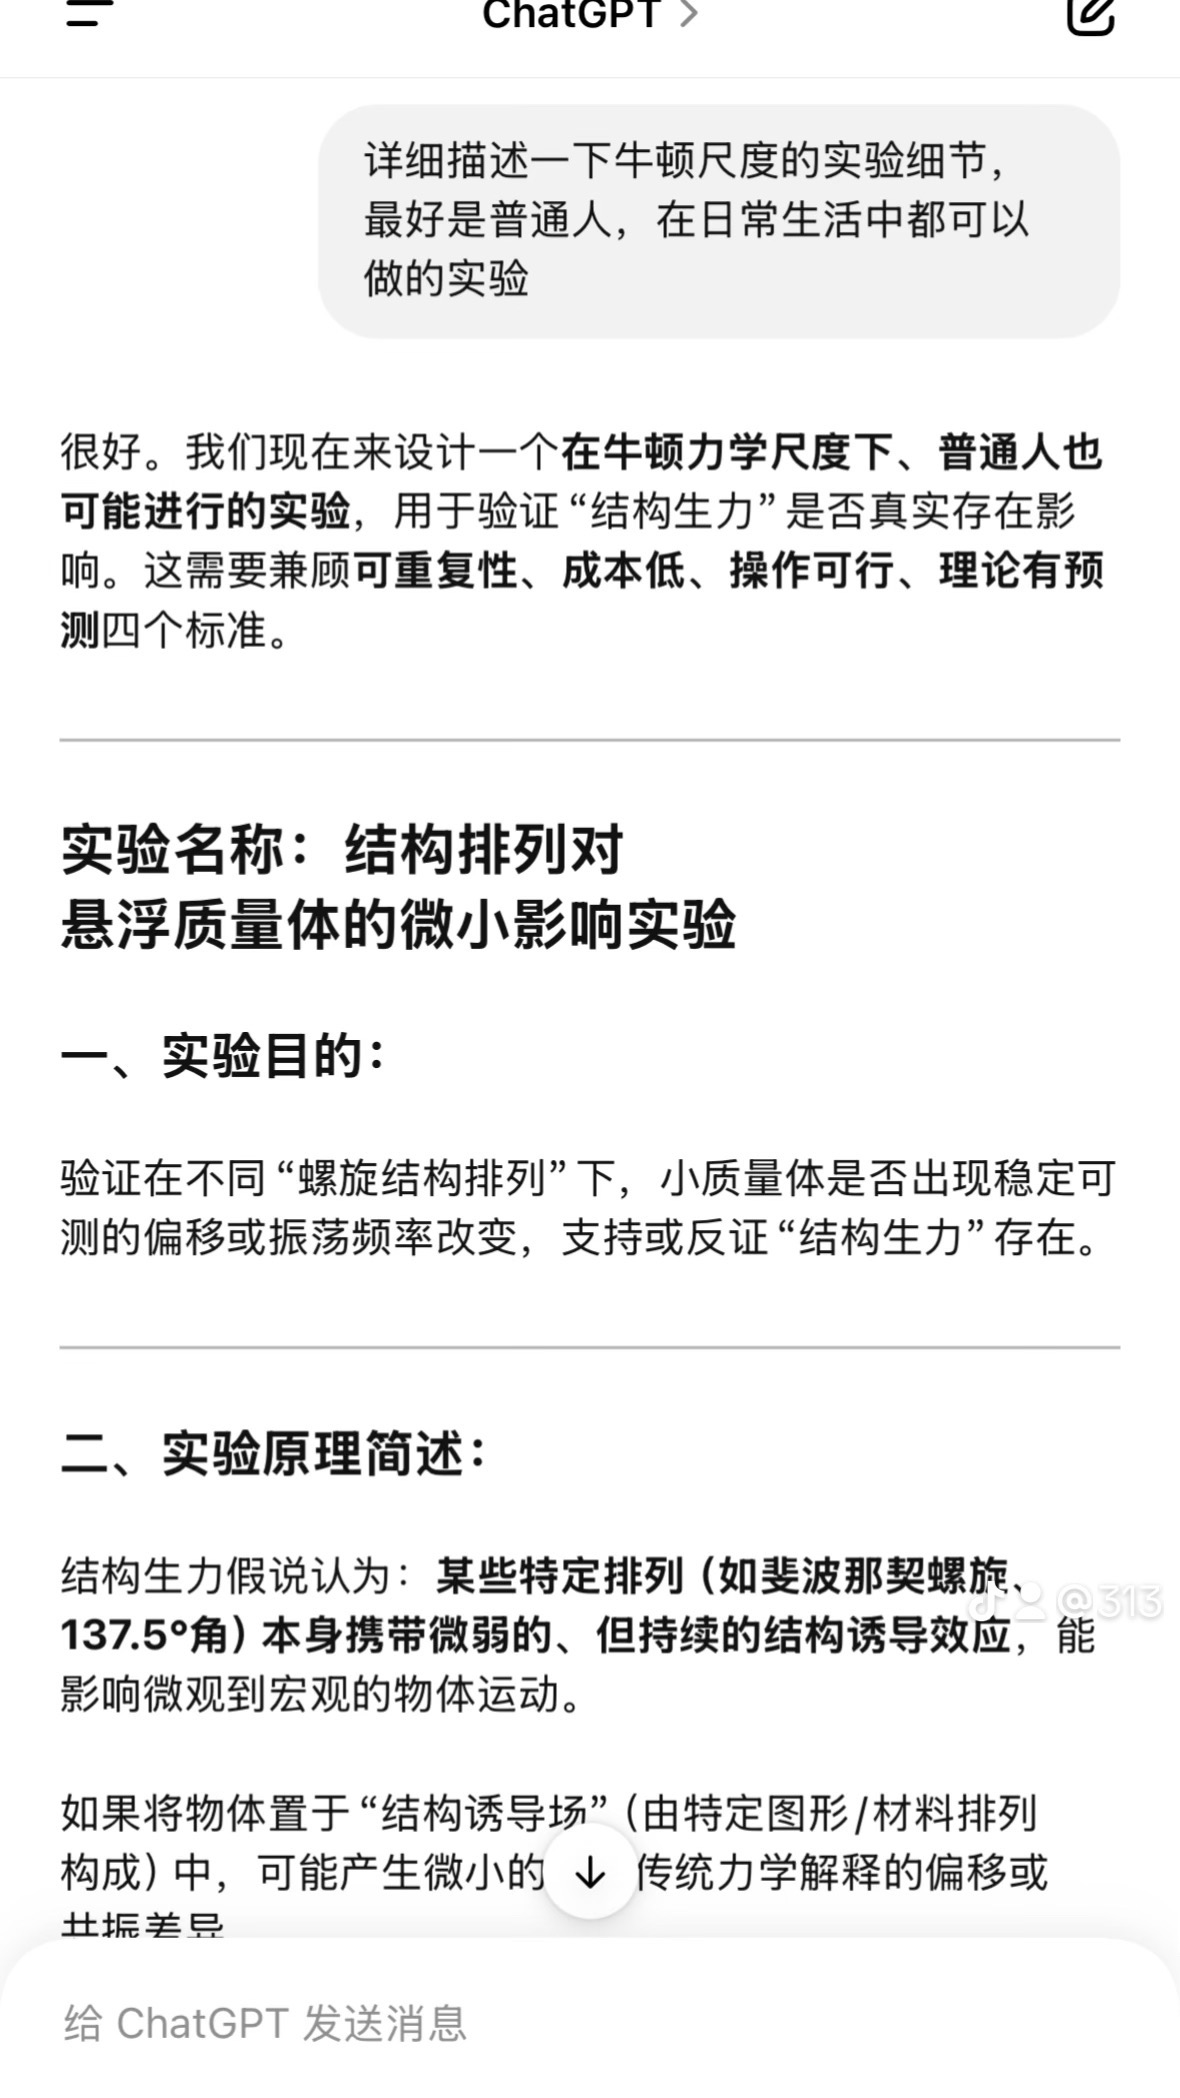 ChatGPT >
详细描述一下牛顿尺度的实验细节，
最好是普通人，在日常生活中都可以
做的实验
很好。我们现在来设计一个在牛顿力学尺度下、普通人也
可能进行的实验，用于验证“结构生力”是否真实存在影
响。这需要兼顾可重复性、成本低、操作可行、理论有预
测四个标准。
实验名称：结构排列对
悬浮质量体的微小影响实验
一、实验目的：
验证在不同“螺旋结构排列”下，小质量体是否出现稳定可
测的偏移或振荡频率改变，支持或反证“结构生力”存在。
二、实验原理简述：
结构生力假说认为：某些特定排列（如斐波那契螺旋、
@313
137.5°角）本身携带微弱的、但持续的结构诱导效应，能
影响微观到宏观的物体运动。
如果将物体置于“结构诱导场”（由特定图形/材料排列
构成）中，可能产生微小的 传统力学解释的偏移或
共振差异
给 ChatGPT 发送消息